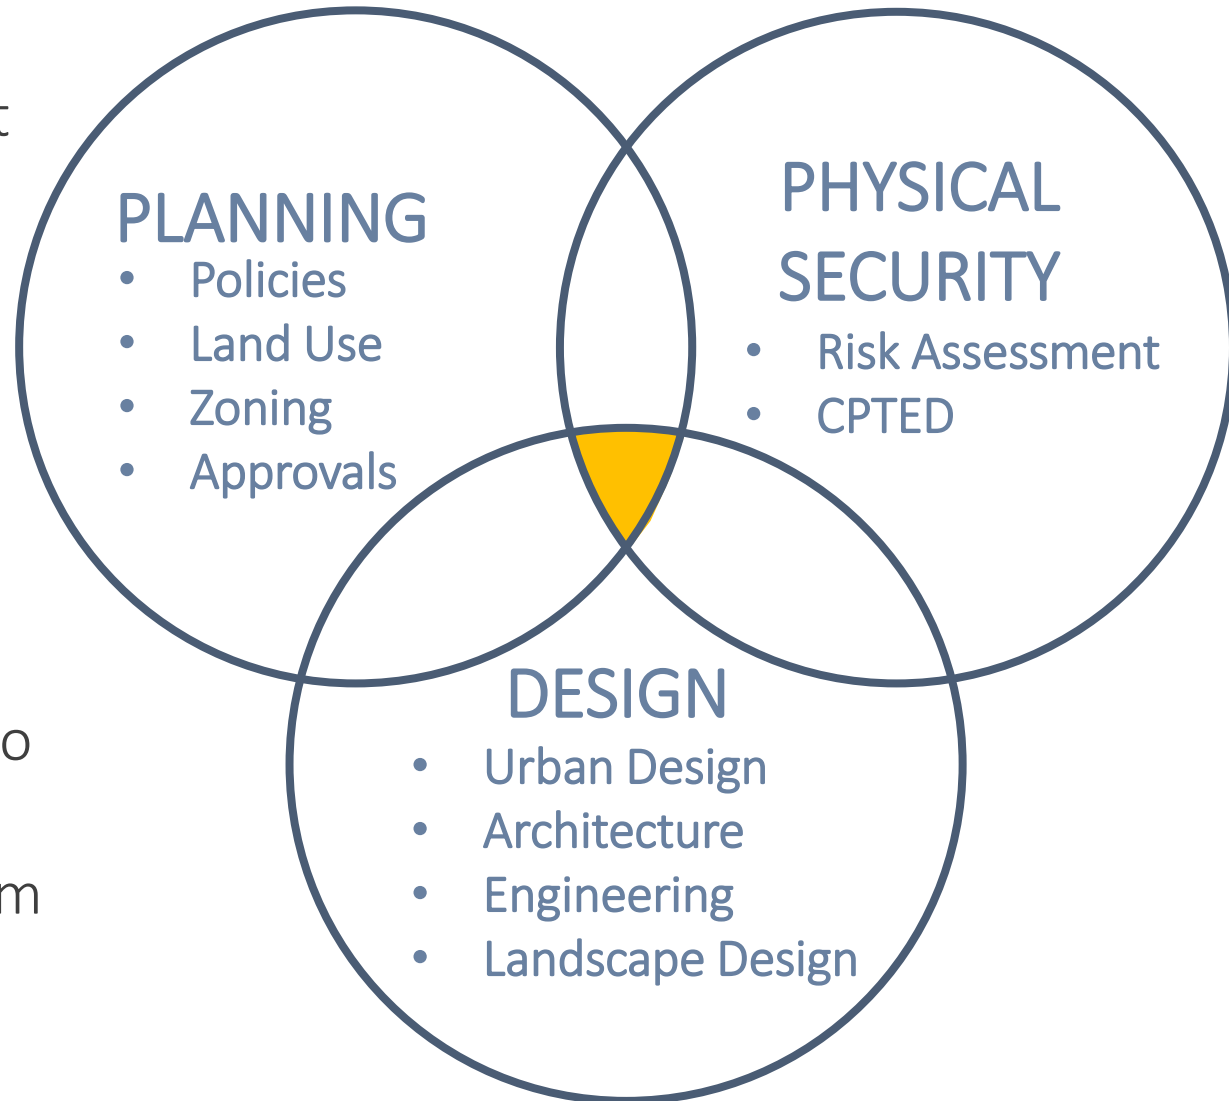 PLANNING
• Policies
• Land Use
• Zoning
• Approvals
PHYSICAL
SECURITY
• Risk Assessment
• CPTED
DESIGN
• Urban Design
• Architecture
• Engineering
• Landscape Design